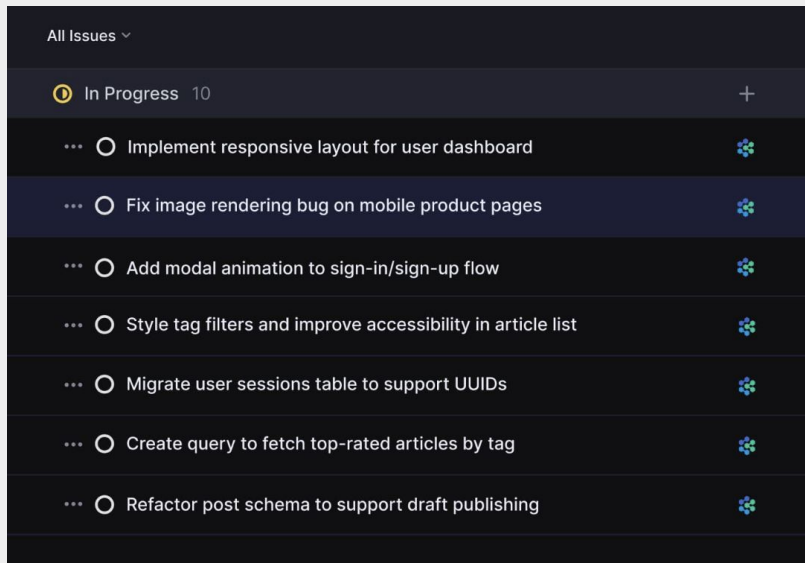 All Issues
In Progress 10
Implement responsive layout for user dashboard
Fix image rendering bug on mobile product pages
Add modal animation to sign-in/sign-up flow
Style tag filters and improve accessibility in article list
Migrate user sessions table to support UUIDs
Create query to fetch top-rated articles by tag
Refactor post schema to support draft publishing